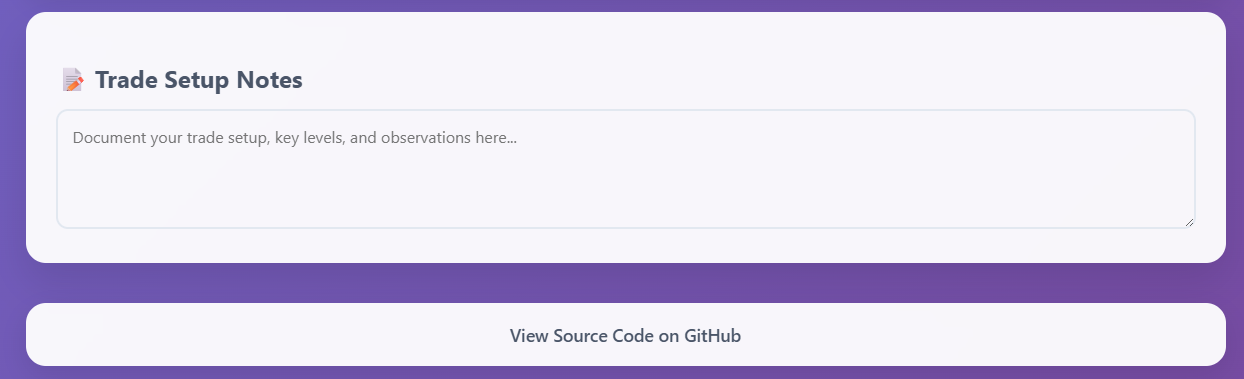 Trade Setup Notes
Document your trade setup, key levels, and observations here...
View Source Code on GitHub